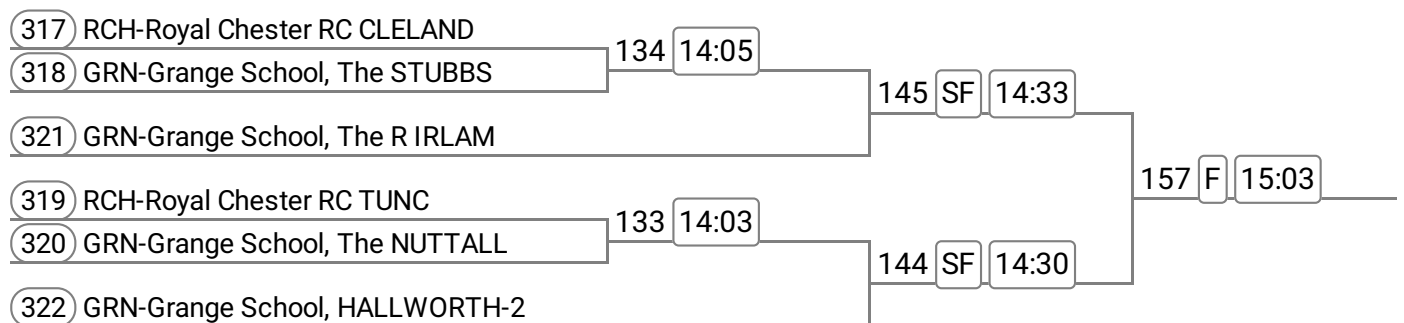 317 RCH-Royal Chester RC CLELAND
134 14:05
318 GRN-Grange School, The STUBBS
145 SF 14:33
321 GRN-Grange School, The R IRLAM
157 F 15:03
319 RCH-Royal Chester RC TUNC
133 14:03
320 GRN-Grange School, The NUTTALL
144 SF 14:30
322 GRN-Grange School, HALLWORTH-2